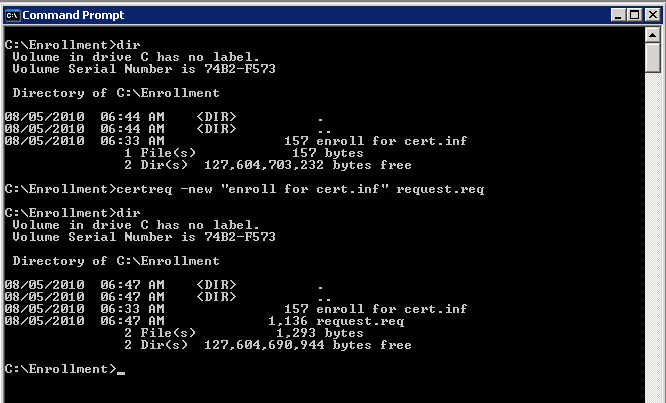 Command Prompt
C:\Enrollment>dir
 Volume in drive C has no label.
 Volume Serial Number is 74B2-F573
 Directory of C:\Enrollment
08/05/2010  06:44 AM    <DIR>          .
08/05/2010  06:44 AM    <DIR>          ..
08/05/2010  06:33 AM               157 enroll for cert.inf
               1 File(s)            157 bytes
               2 Dir(s)  127,604,703,232 bytes free
C:\Enrollment>certreq -new "enroll for cert.inf" request.req
C:\Enrollment>dir
 Volume in drive C has no label.
 Volume Serial Number is 74B2-F573
 Directory of C:\Enrollment
08/05/2010  06:47 AM    <DIR>          .
08/05/2010  06:47 AM    <DIR>          ..
08/05/2010  06:33 AM               157 enroll for cert.inf
08/05/2010  06:47 AM             1,136 request.req
               2 File(s)          1,293 bytes
               2 Dir(s)  127,604,690,944 bytes free
C:\Enrollment>_